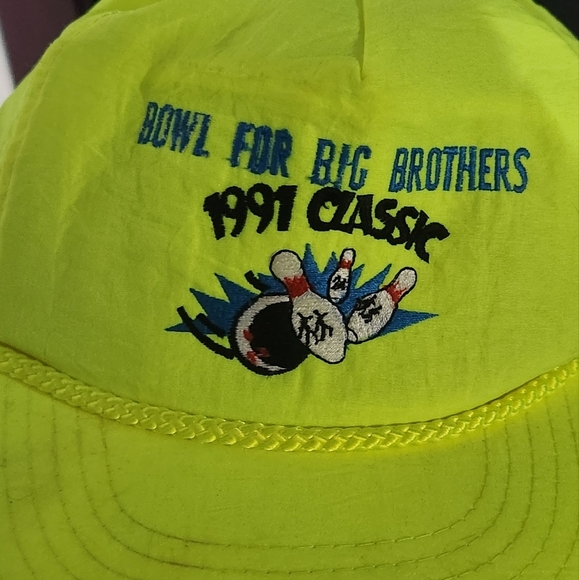 BOWL FOR BIG BROTHERS
1991 CLASSIC